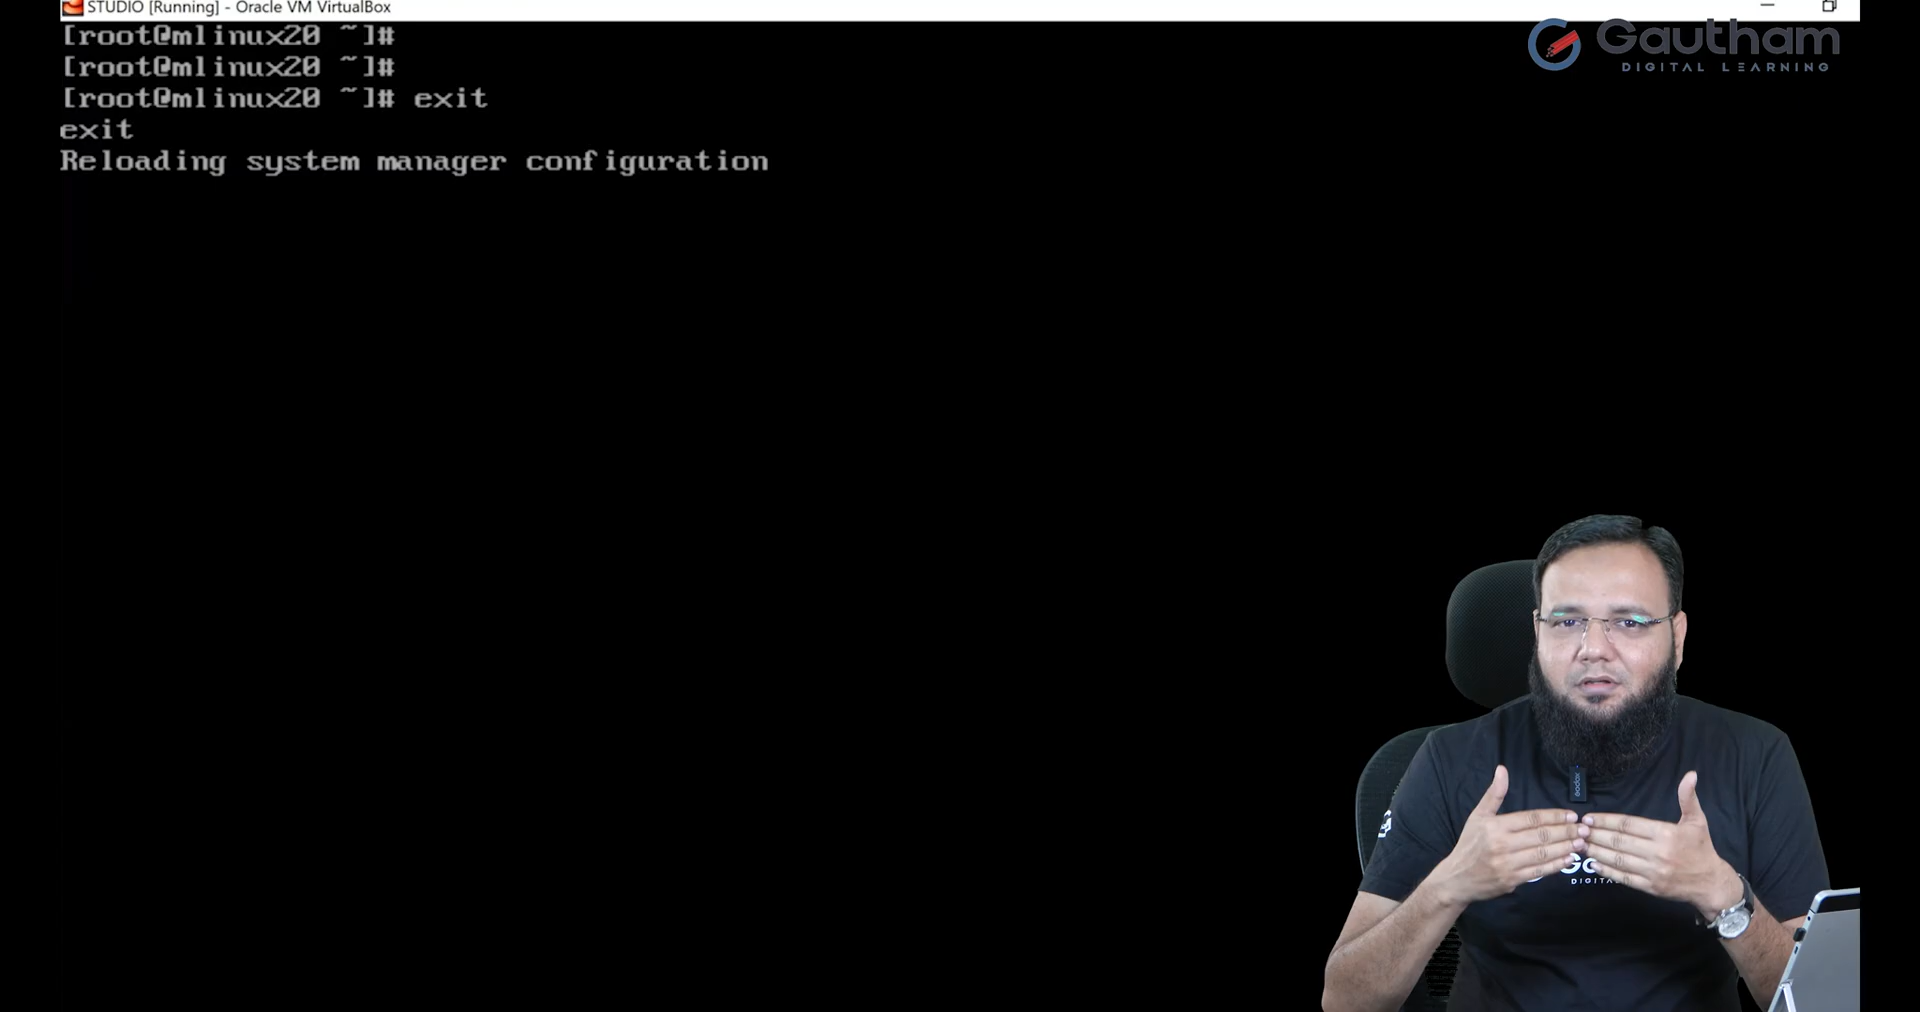 STUDIO [Running] - Oracle VM VirtualBox
[root@mlinux20 ~]#
[root@mlinux20 ~]#
[root@mlinux20 ~]# exit
exit
Reloading system manager configuration
Gautham
DIGITAL LEARNING
Godox